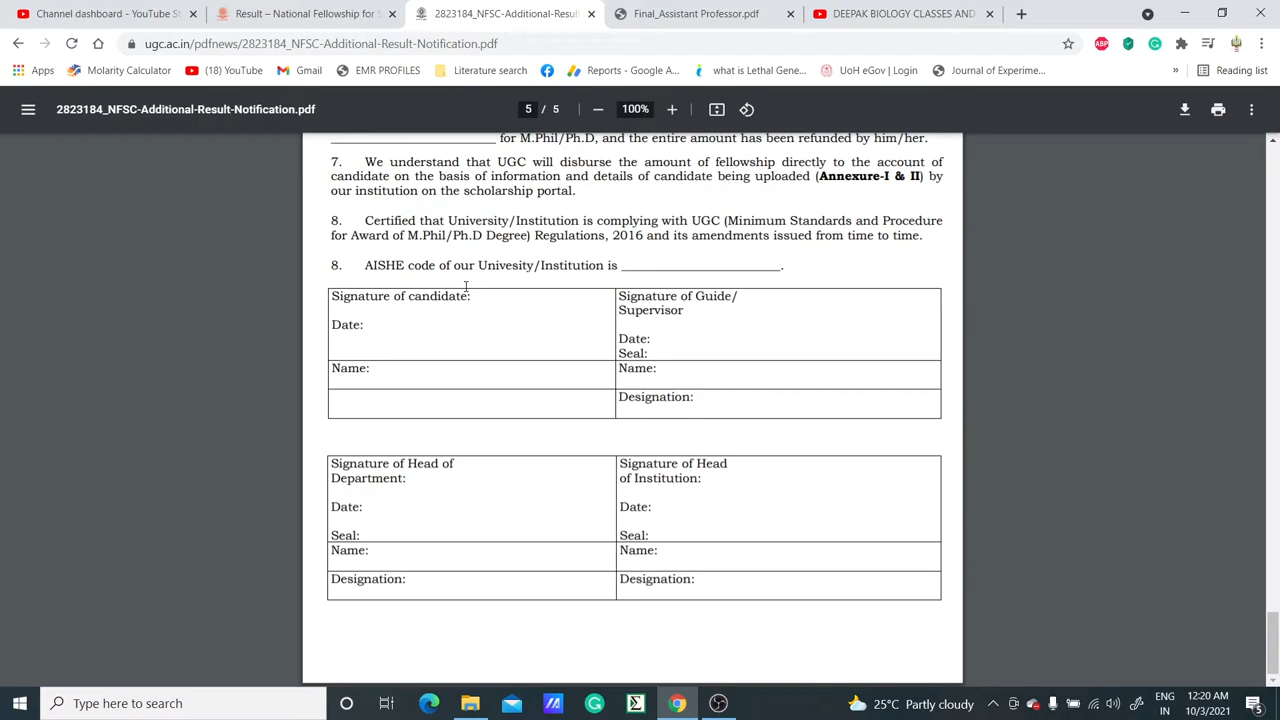 Channel dashboard - YouTube St
Result – National Fellowship for S
2823184_NFSC-Additional-Result
Final_Assistant Professor.pdf
DEEPAK BIOLOGY CLASSES AND
ugc.ac.in/pdfnews/2823184_NFSC-Additional-Result-Notification.pdf
Apps
Molarity Calculator
(18) YouTube
Gmail
EMR PROFILES
Literature search
Reports - Google A...
what is Lethal Gene...
UoH eGov | Login
Journal of Experime...
»
Reading list
2823184_NFSC-Additional-Result-Notification.pdf
5 / 5
100%
for M.Phil/Ph.D, and the entire amount has been refunded by him/her.
7. We understand that UGC will disburse the amount of fellowship directly to the account of
candidate on the basis of information and details of candidate being uploaded (Annexure-I & II) by
our institution on the scholarship portal.
8. Certified that University/Institution is complying with UGC (Minimum Standards and Procedure
for Award of M.Phil/Ph.D Degree) Regulations, 2016 and its amendments issued from time to time.
8. AISHE code of our Univesity/Institution is ______________________.
Signature of candidate:
Date:
Signature of Guide/
Supervisor
Date:
Seal:
Name:
Name:
Designation:
Signature of Head of
Department:
Date:
Seal:
Signature of Head
of Institution:
Date:
Seal:
Name:
Name:
Designation:
Designation:
Type here to search
25°C Partly cloudy
ENG
IN
12:20 AM
10/3/2021
5